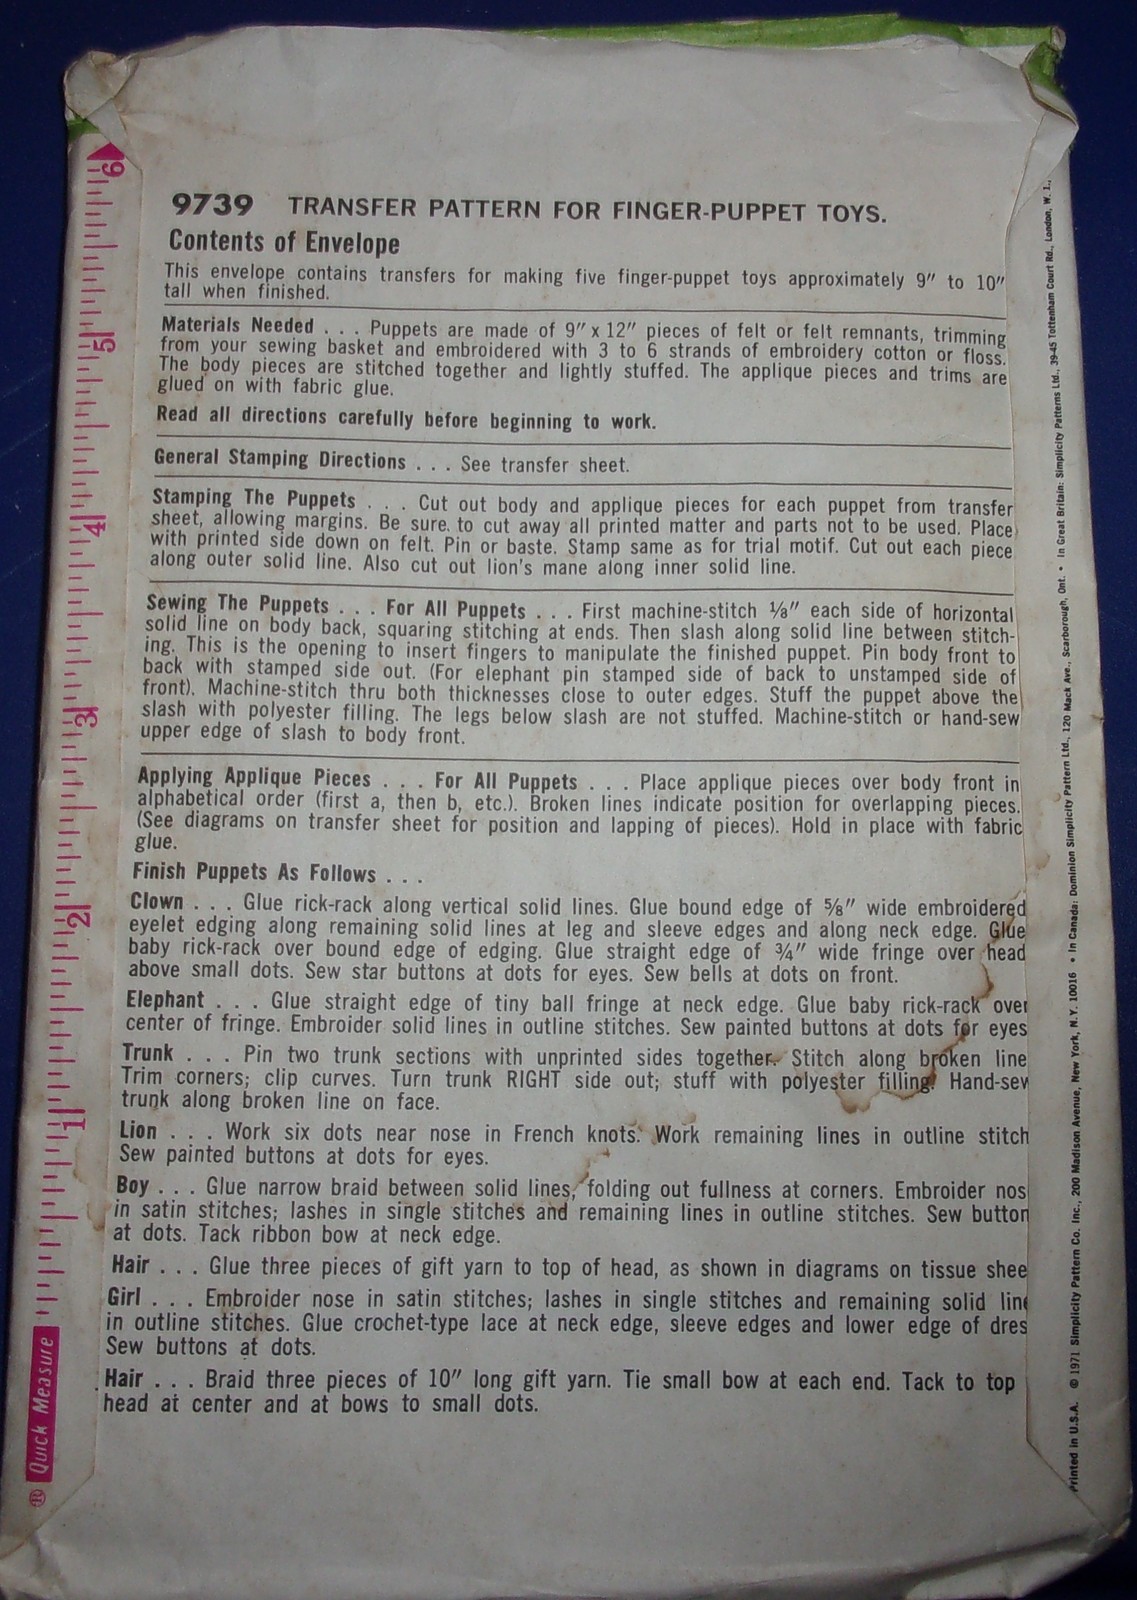 9739 TRANSFER PATTERN FOR FINGER-PUPPET TOYS.
Contents of Envelope
This envelope contains transfers for making five finger-puppet toys approximately 9″ to 10″
tall when finished.
Materials Needed . . . Puppets are made of 9″ x 12″ pieces of felt or felt remnants, trimming
from your sewing basket and embroidered with 3 to 6 strands of embroidery cotton or floss.
The body pieces are stitched together and lightly stuffed. The applique pieces and trims are
glued on with fabric glue.
Read all directions carefully before beginning to work.
General Stamping Directions . . . See transfer sheet.
Stamping The Puppets . . . Cut out body and applique pieces for each puppet from transfer
sheet, allowing margins. Be sure to cut away all printed matter and parts not to be used. Place
with printed side down on felt. Pin or baste. Stamp same as for trial motif. Cut out each piece
along outer solid line. Also cut out lion's mane along inner solid line.
Sewing The Puppets . . . For All Puppets . . . First machine-stitch ⅛″ each side of horizontal
solid line on body back, squaring stitching at ends. Then slash along solid line between stitch-
ing. This is the opening to insert fingers to manipulate the finished puppet. Pin body front to
back with stamped side out. (For elephant pin stamped side of back to unstamped side of
front). Machine-stitch thru both thicknesses close to outer edges. Stuff the puppet above the
slash with polyester filling. The legs below slash are not stuffed. Machine-stitch or hand-sew
upper edge of slash to body front.
Applying Applique Pieces . . . For All Puppets . . . Place applique pieces over body front in
alphabetical order (first a, then b, etc.). Broken lines indicate position for overlapping pieces.
(See diagrams on transfer sheet for position and lapping of pieces). Hold in place with fabric
glue.
Finish Puppets As Follows . . .
Clown . . . Glue rick-rack along vertical solid lines. Glue bound edge of ⅝″ wide embroidered
eyelet edging along remaining solid lines at leg and sleeve edges and along neck edge. Glue
baby rick-rack over bound edge of edging. Glue straight edge of ¾″ wide fringe over head
above small dots. Sew star buttons at dots for eyes. Sew bells at dots on front.
Elephant . . . Glue straight edge of tiny ball fringe at neck edge. Glue baby rick-rack over
center of fringe. Embroider solid lines in outline stitches. Sew painted buttons at dots for eyes
Trunk . . . Pin two trunk sections with unprinted sides together. Stitch along broken line
Trim corners; clip curves. Turn trunk RIGHT side out; stuff with polyester filling. Hand-sew
trunk along broken line on face.
Lion . . . Work six dots near nose in French knots. Work remaining lines in outline stitch
Sew painted buttons at dots for eyes.
Boy . . . Glue narrow braid between solid lines, folding out fullness at corners. Embroider nos
in satin stitches; lashes in single stitches and remaining lines in outline stitches. Sew button
at dots. Tack ribbon bow at neck edge.
Hair . . . Glue three pieces of gift yarn to top of head, as shown in diagrams on tissue shee
Girl . . . Embroider nose in satin stitches; lashes in single stitches and remaining solid line
in outline stitches. Glue crochet-type lace at neck edge, sleeve edges and lower edge of dres
Sew buttons at dots.
Hair . . . Braid three pieces of 10″ long gift yarn. Tie small bow at each end. Tack to top
head at center and at bows to small dots.
6
5
4
3
2
1
Quick Measure
®
Printed in U.S.A. © 1971 Simplicity Pattern Co. Inc., 200 Madison Avenue, New York, N.Y. 10016 • In Canada: Dominion Simplicity Pattern Ltd., 120 Mack Ave., Scarborough, Ont. • In Great Britain: Simplicity Patterns Ltd., 39-45 Tottenham Court Rd., London, W. 1.,